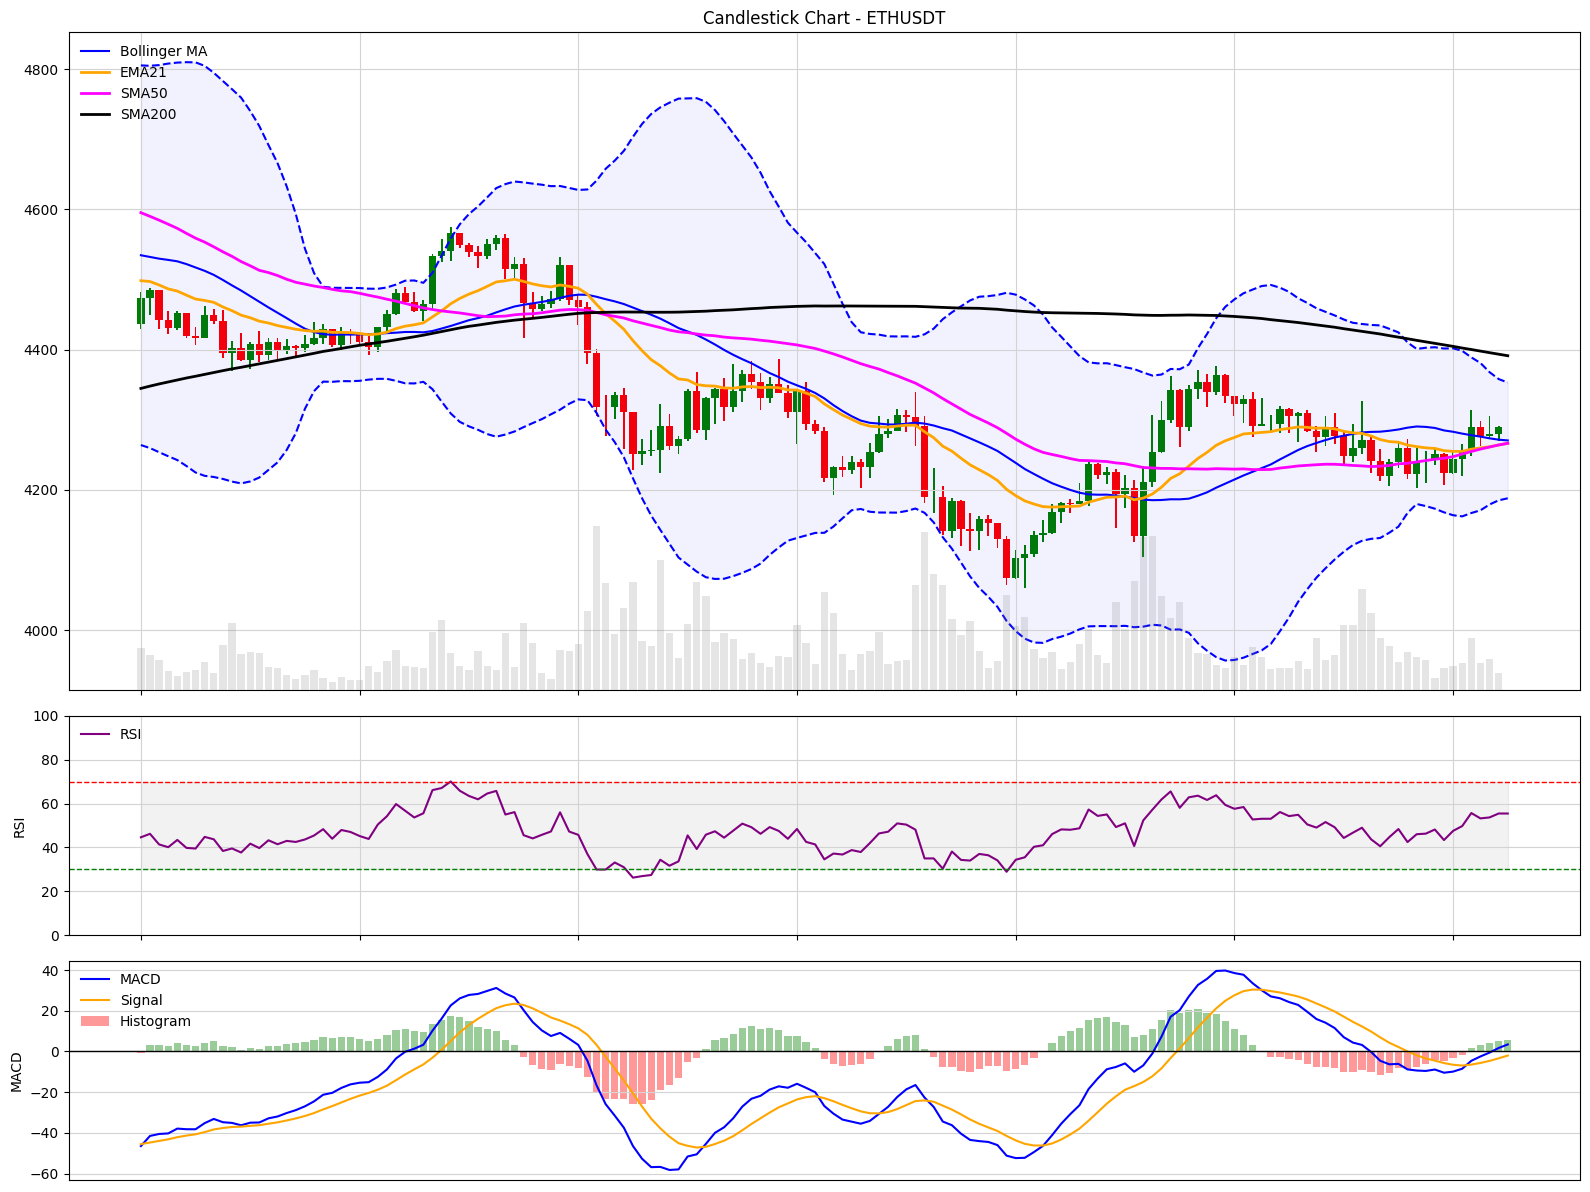 Candlestick Chart - ETHUSDT
Bollinger MA
EMA21
SMA50
SMA200
4800
4600
4400
4200
4000
RSI
100
80
60
40
20
0
RSI
MACD
Signal
Histogram
40
20
0
−20
−40
−60
MACD